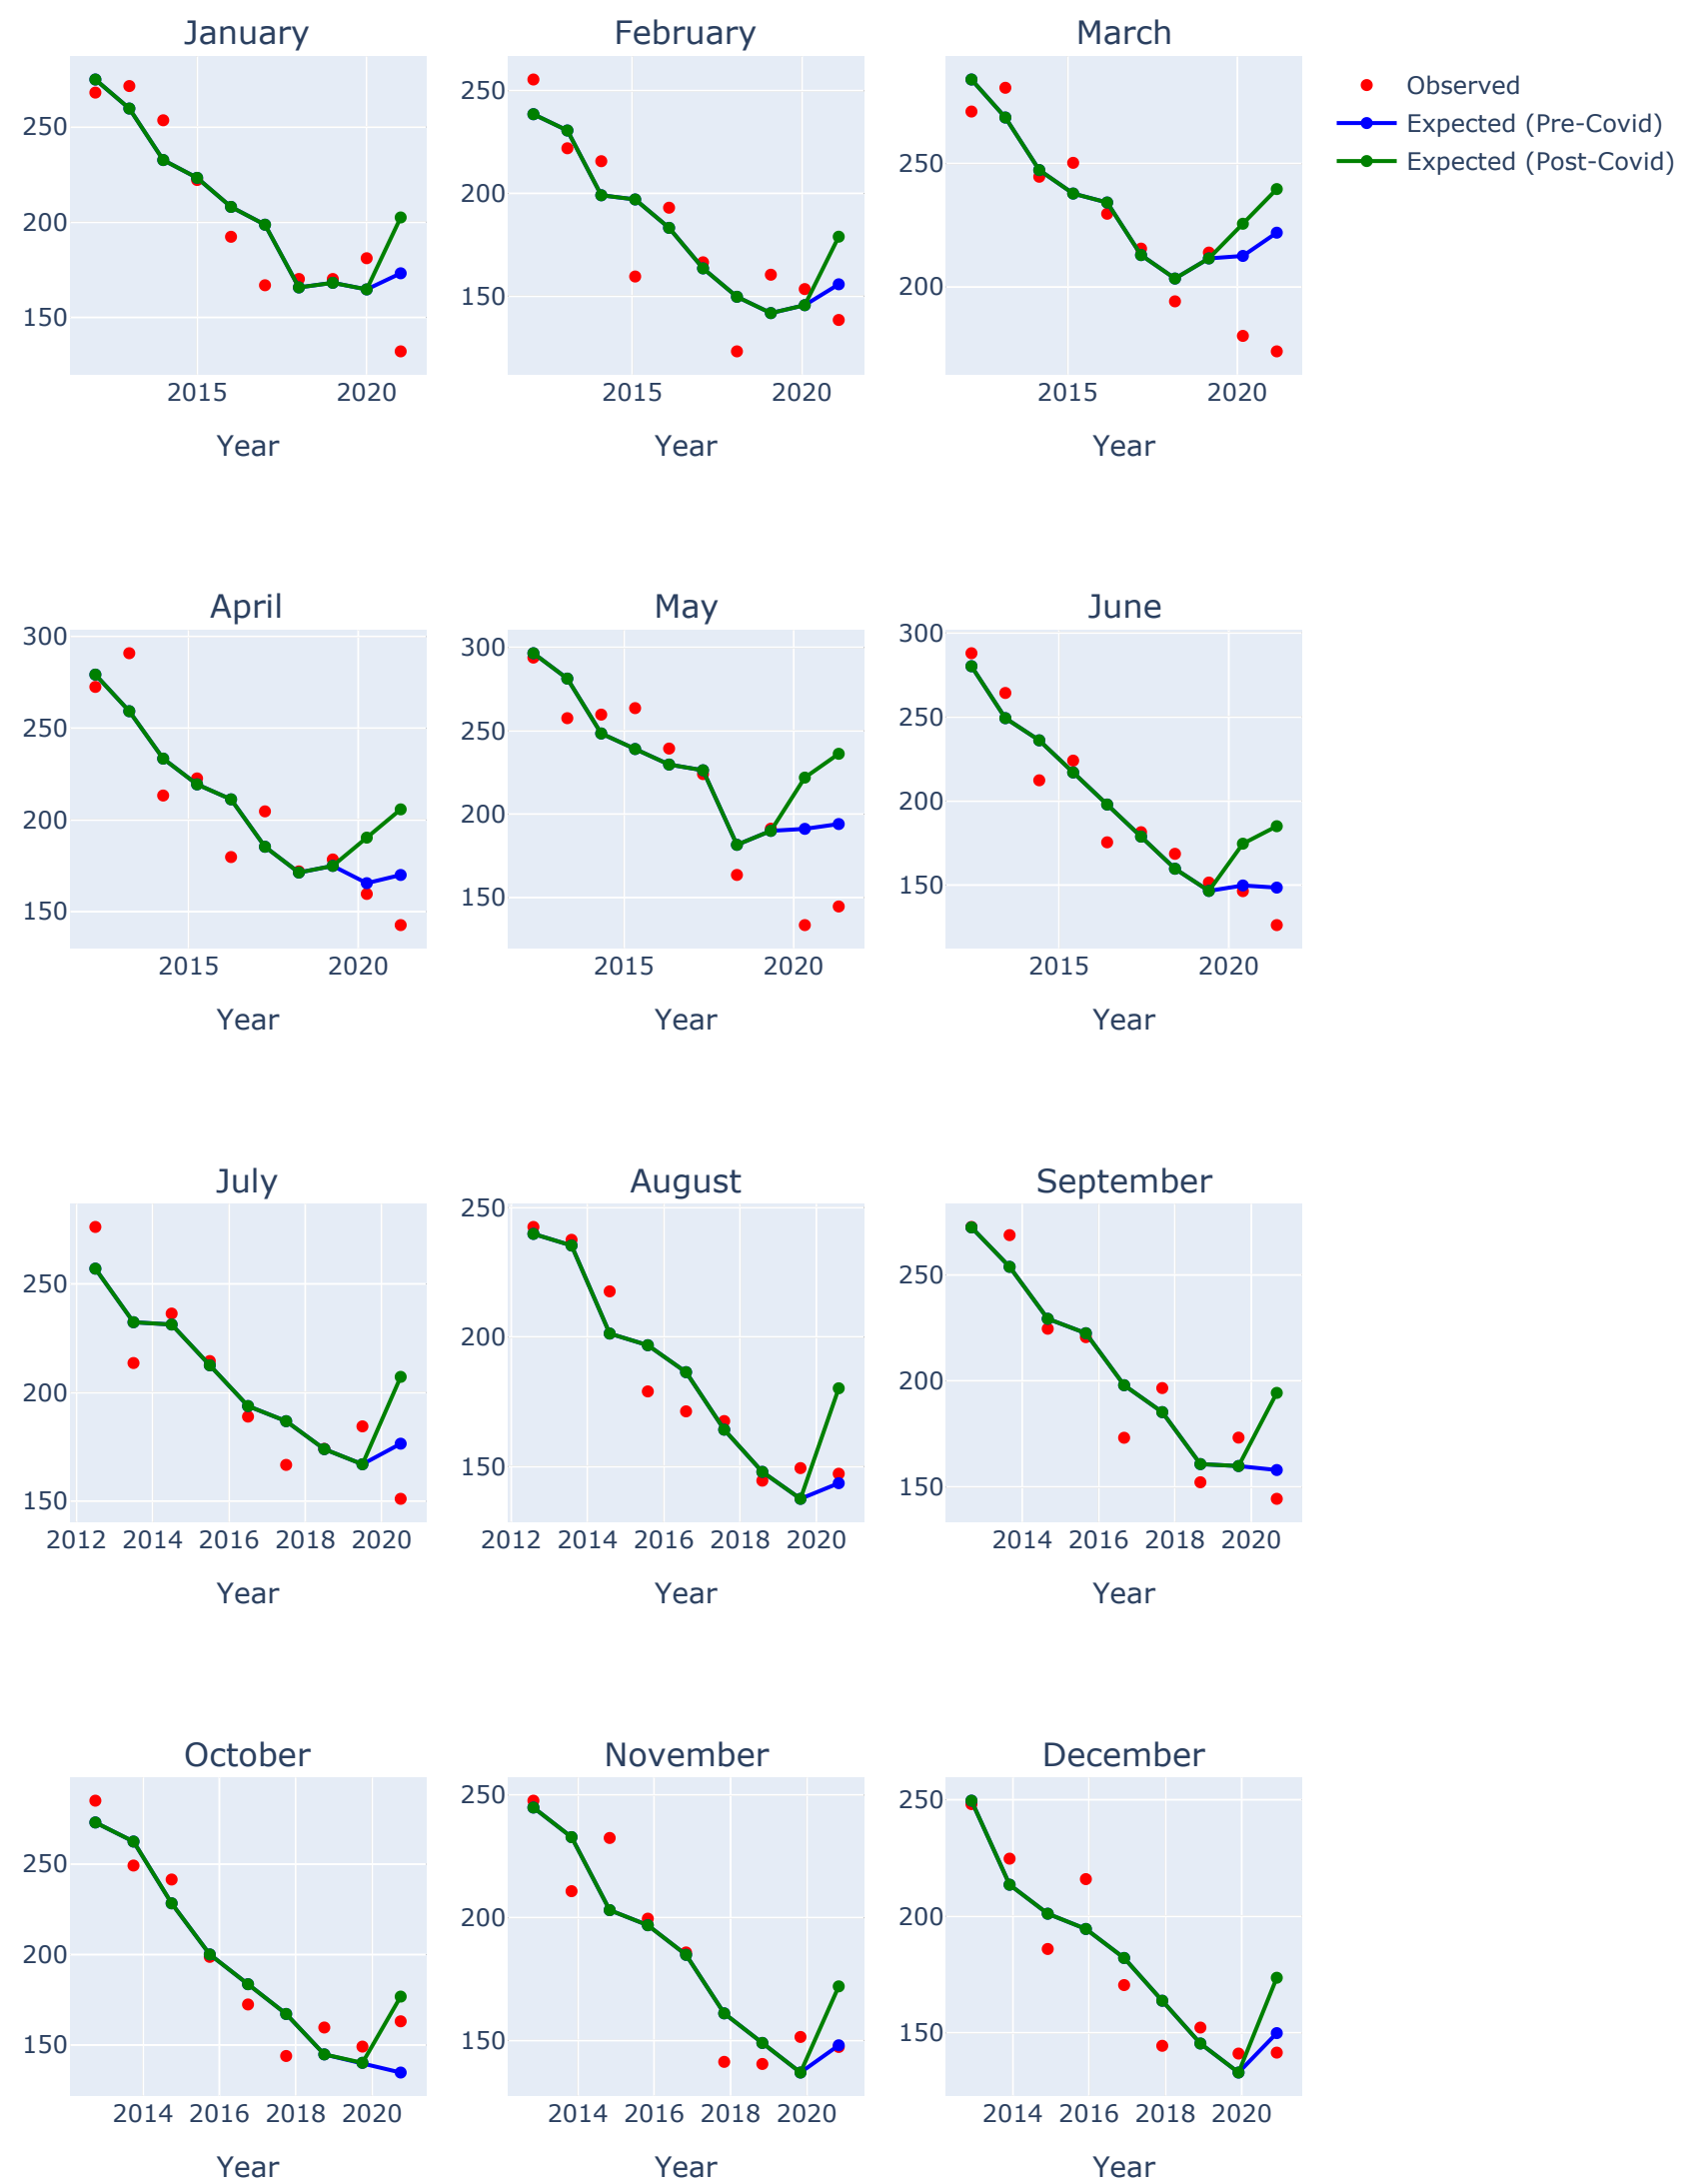 January
February
March
Observed
Expected (Pre-Covid)
Expected (Post-Covid)
250
200
150
2015
2020
Year
250
200
150
2015
2020
Year
250
200
2015
2020
Year
April
May
June
300
250
200
150
2015
2020
Year
300
250
200
150
2015
2020
Year
300
250
200
150
2015
2020
Year
July
August
September
250
200
150
2012
2014
2016
2018
2020
Year
250
200
150
2012
2014
2016
2018
2020
Year
250
200
150
2014
2016
2018
2020
Year
October
November
December
250
200
150
2014
2016
2018
2020
Year
250
200
150
2014
2016
2018
2020
Year
250
200
150
2014
2016
2018
2020
Year